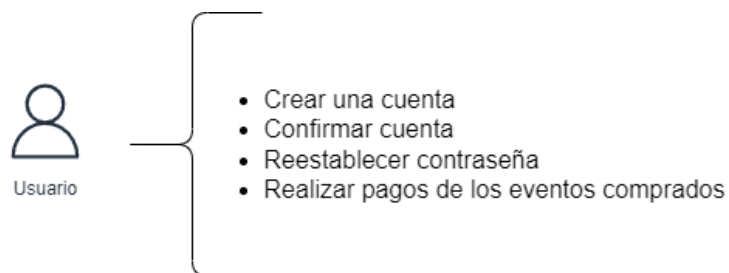 Usuario
• Crear una cuenta
• Confirmar cuenta
• Reestablecer contraseña
• Realizar pagos de los eventos comprados